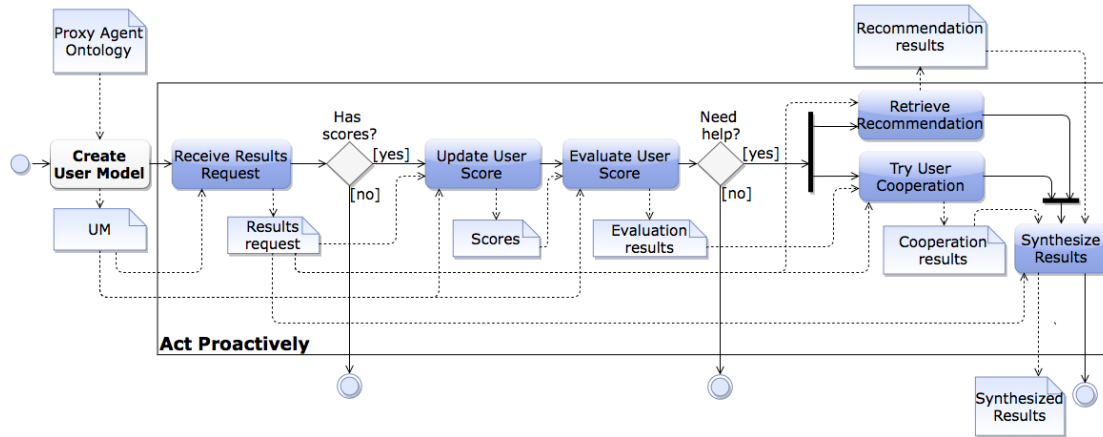 Proxy Agent
Ontology
Recommendation
results
Has
scores?
Need
help?
Retrieve
Recommendation
Create
User Model
Receive Results
Request
[yes]
Update User
Score
Evaluate User
Score
[yes]
Try User
Cooperation
[no]
[no]
UM
Results
request
Scores
Evaluation
results
Cooperation
results
Synthesize
Results
Act Proactively
Synthesized
Results